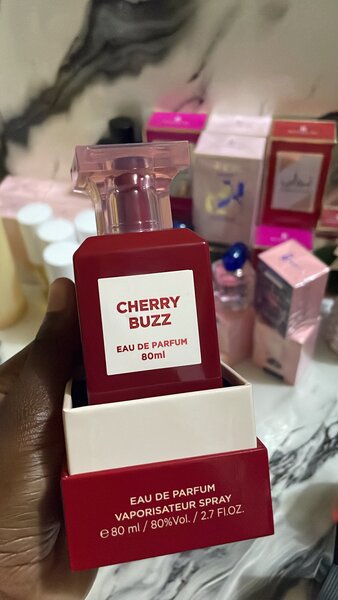 CHERRY
BUZZ
EAU DE PARFUM
80ml
EAU DE PARFUM
VAPORISATEUR SPRAY
℮ 80 ml / 80%Vol. / 2.7 Fl.OZ.